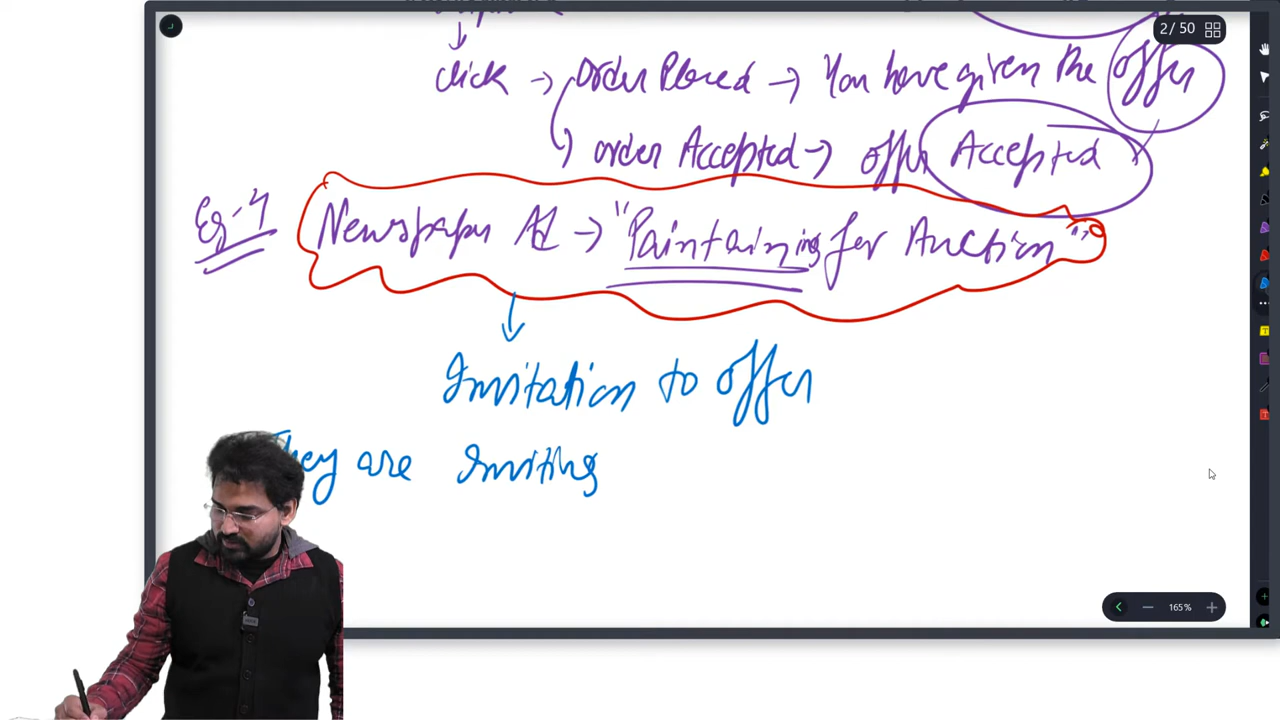 2/ 50
click → order Placed → You have given the offer
order Accepted → offer Accepted
Eg-4 Newspaper Ad → "Paintaining for Auction"
Invitation to offer
They are Inviting
165%